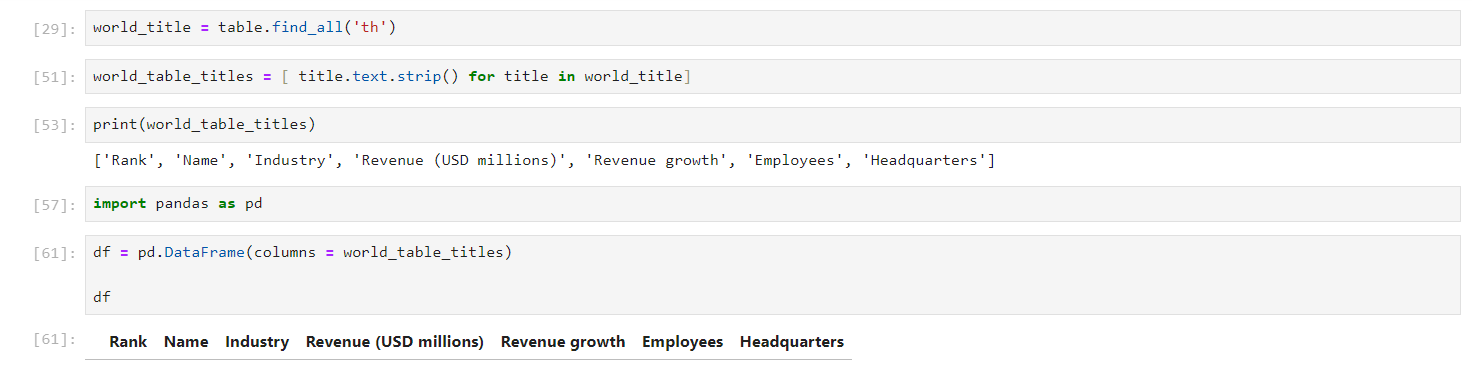 [29]: world_title = table.find_all('th')
[51]: world_table_titles = [ title.text.strip() for title in world_title]
[53]: print(world_table_titles)
['Rank', 'Name', 'Industry', 'Revenue (USD millions)', 'Revenue growth', 'Employees', 'Headquarters']
[57]: import pandas as pd
[61]: df = pd.DataFrame(columns = world_table_titles)
df
[61]: Rank Name Industry Revenue (USD millions) Revenue growth Employees Headquarters